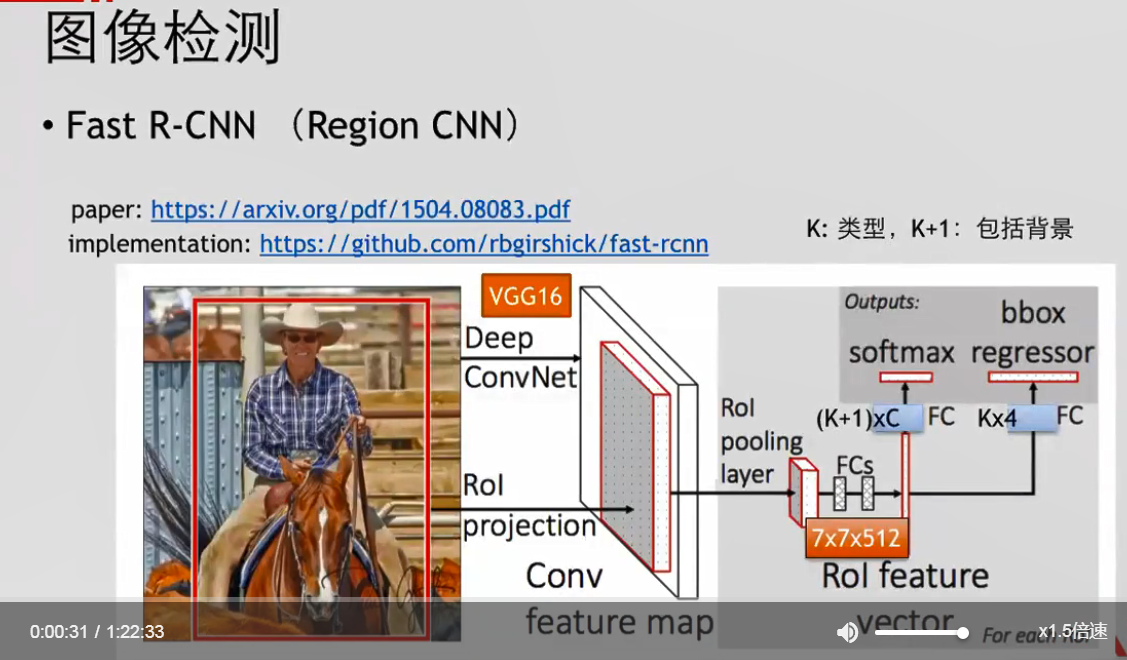 图像检测
• Fast R-CNN （Region CNN）
paper: https://arxiv.org/pdf/1504.08083.pdf
implementation: https://github.com/rbgirshick/fast-rcnn
K: 类型，K+1：包括背景
VGG16
Deep
ConvNet
RoI
projection
Conv
feature map
Outputs:
bbox
softmax regressor
RoI
pooling
layer
(K+1)xC FC
Kx4 FC
FCs
7x7x512
RoI feature
vector
For each RoI
0:00:31 / 1:22:33
x1.5倍速